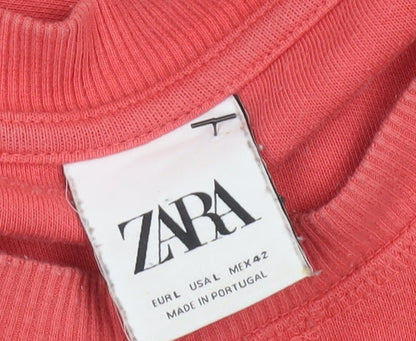 ZARA
EUR L USA L MEX 42
MADE IN PORTUGAL